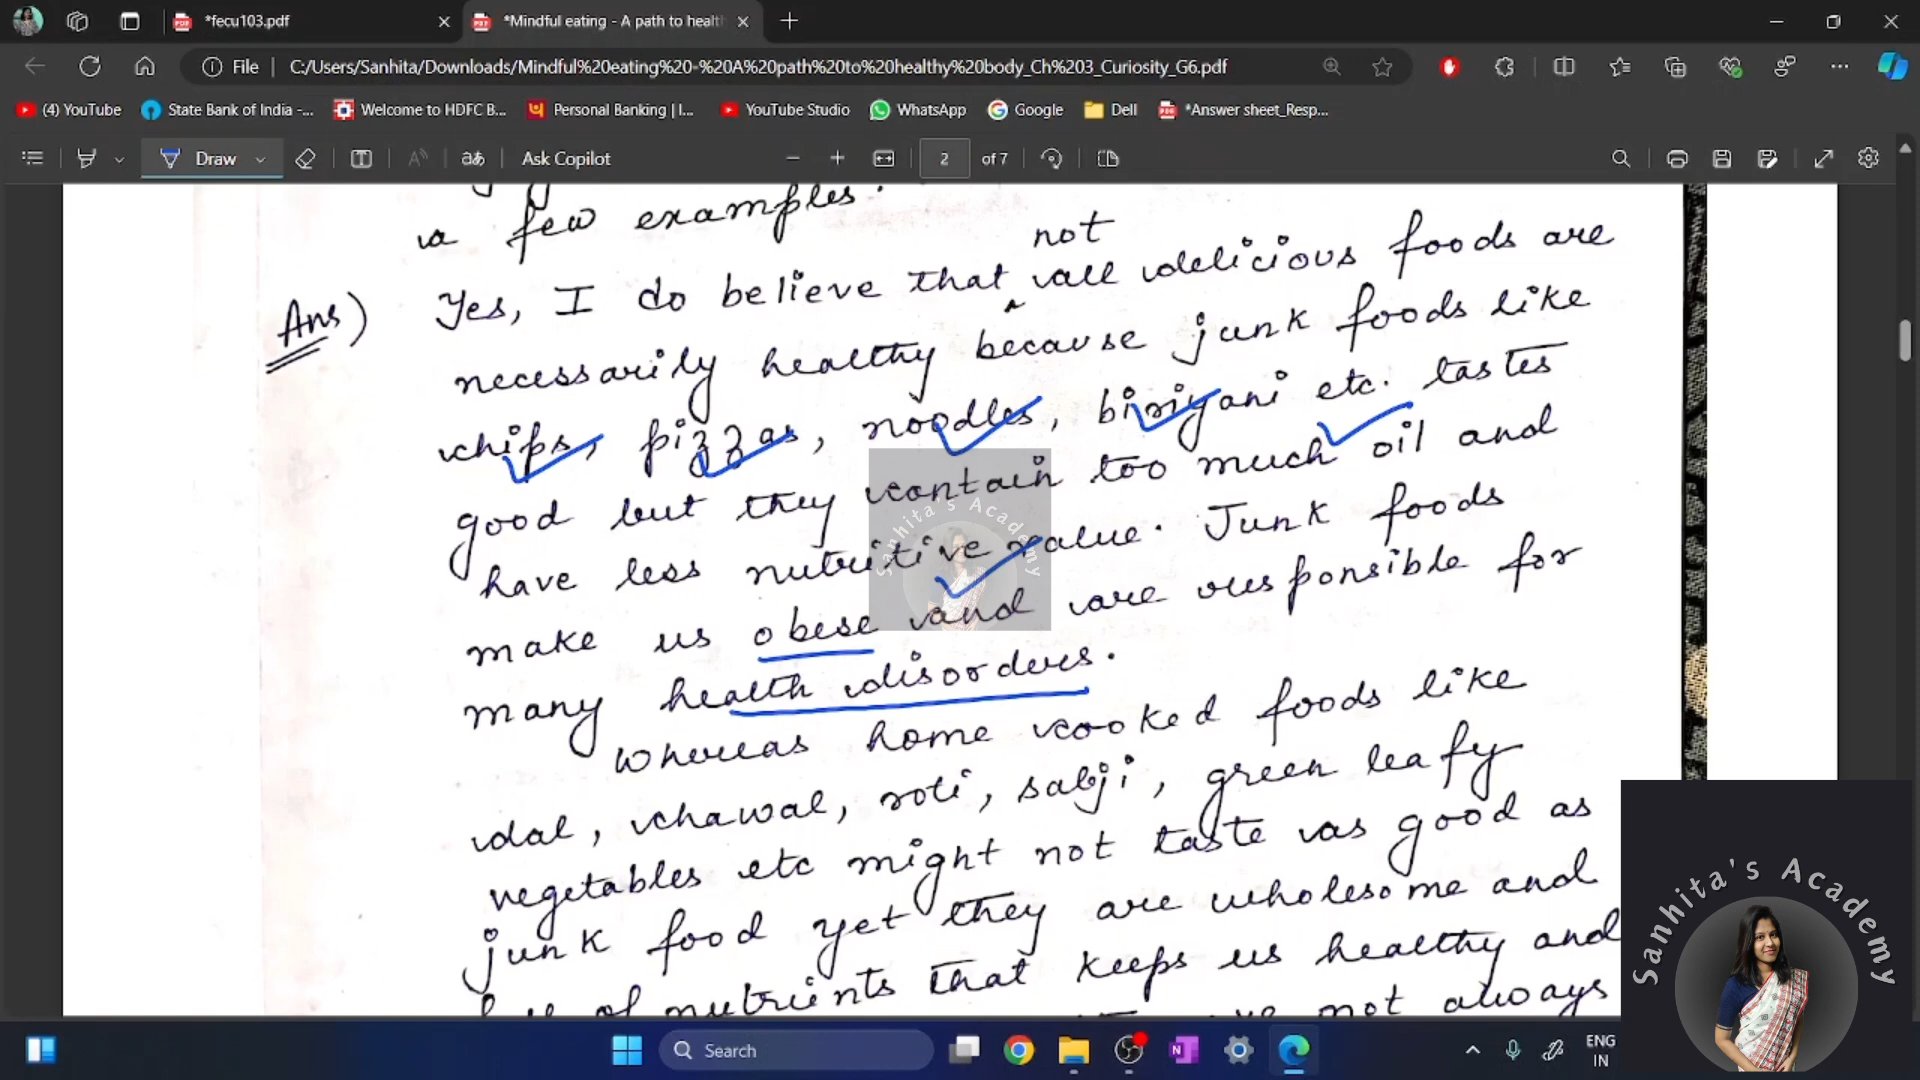 *fecu103.pdf
*Mindful eating - A path to healt
File C:/Users/Sanhita/Downloads/Mindful%20eating%20-%20A%20path%20to%20healthy%20body_Ch%203_Curiosity_G6.pdf
(4) YouTube State Bank of India -... Welcome to HDFC B... Personal Banking | I... YouTube Studio WhatsApp Google Dell *Answer sheet_Resp...
Draw Ask Copilot 2 of 7
a few examples.
not
Ans) Yes, I do believe that all delicious foods are
necessarily healthy because junk foods like
chips, pizzas, noodles, biriyani etc. tastes
good but they contain too much oil and
have less nutritive value. Junk foods
make us obese and are responsible for
many health disorders.
Whereas home cooked foods like
dal, chawal, roti, sabji, green leafy
vegetables etc might not taste as good as
junk food yet they are wholesome and
of nutrients that keeps us healthy and
not always
Sanhita's Academy
Sanhita's Academy
Search
ENG
IN